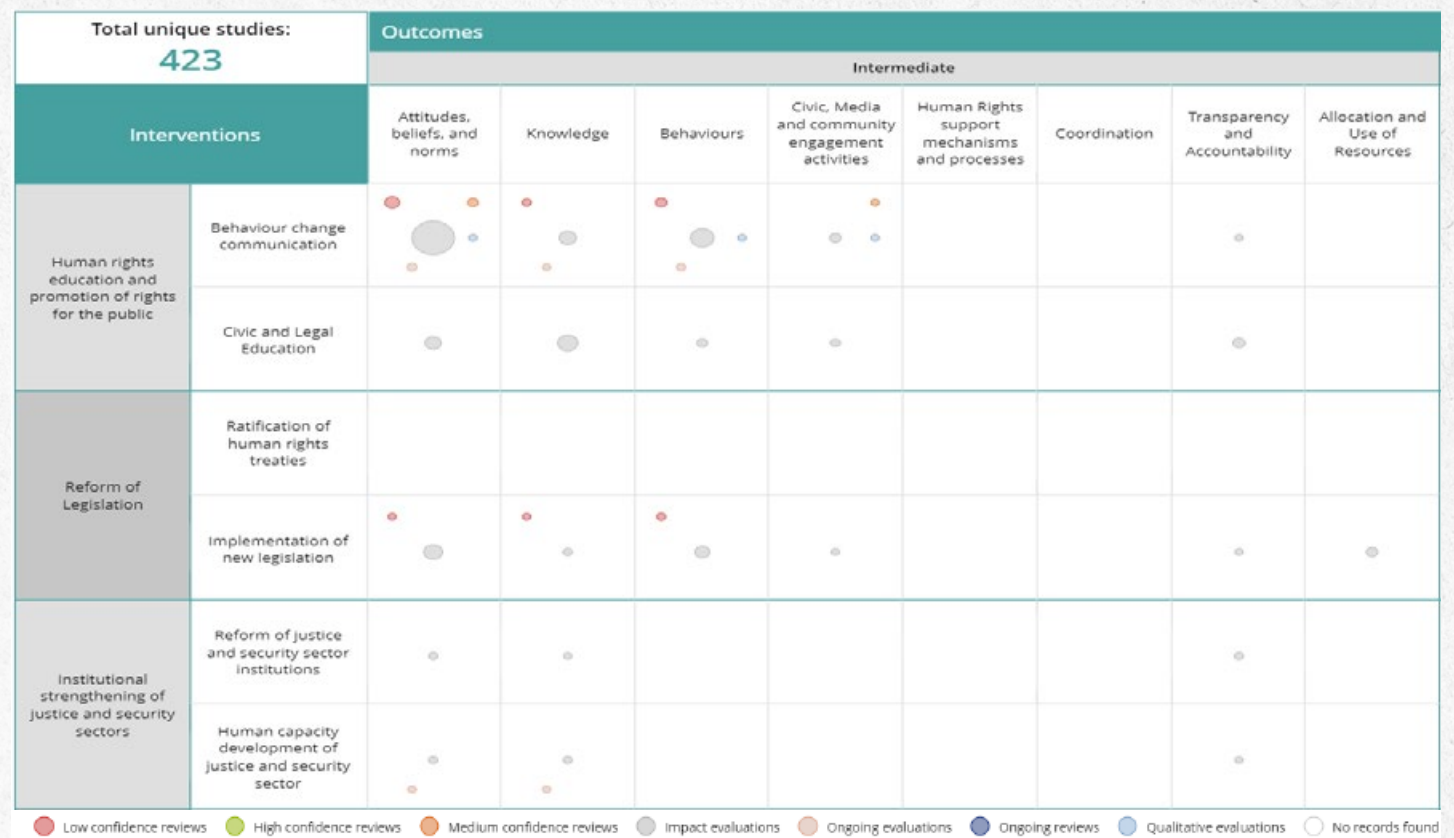 Total unique studies:
423
Outcomes
Intermediate
Interventions
Attitudes,
beliefs, and
norms
Knowledge
Behaviours
Civic, Media
and community
engagement
activities
Human Rights
support
mechanisms
and processes
Coordination
Transparency
and
Accountability
Allocation and
Use of
Resources
Human rights
education and
promotion of rights
for the public
Behaviour change
communication
Civic and Legal
Education
Reform of
Legislation
Ratification of
human rights
treaties
Implementation of
new legislation
Institutional
strengthening of
justice and security
sectors
Reform of justice
and security sector
institutions
Human capacity
development of
justice and security
sector
Low confidence reviews
High confidence reviews
Medium confidence reviews
Impact evaluations
Ongoing evaluations
Ongoing reviews
Qualitative evaluations
No records found